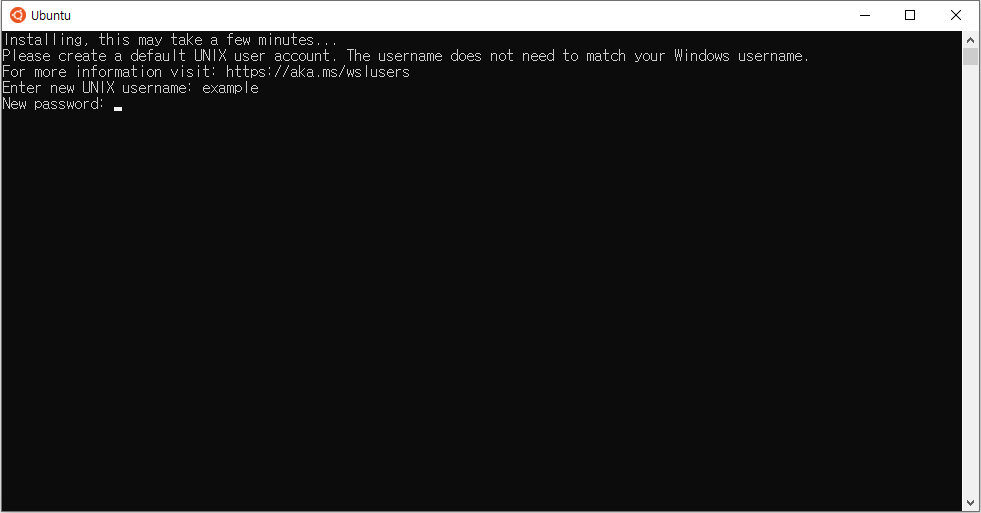 Ubuntu
Installing, this may take a few minutes...
Please create a default UNIX user account. The username does not need to match your Windows username.
For more information visit: https://aka.ms/wslusers
Enter new UNIX username: example
New password: